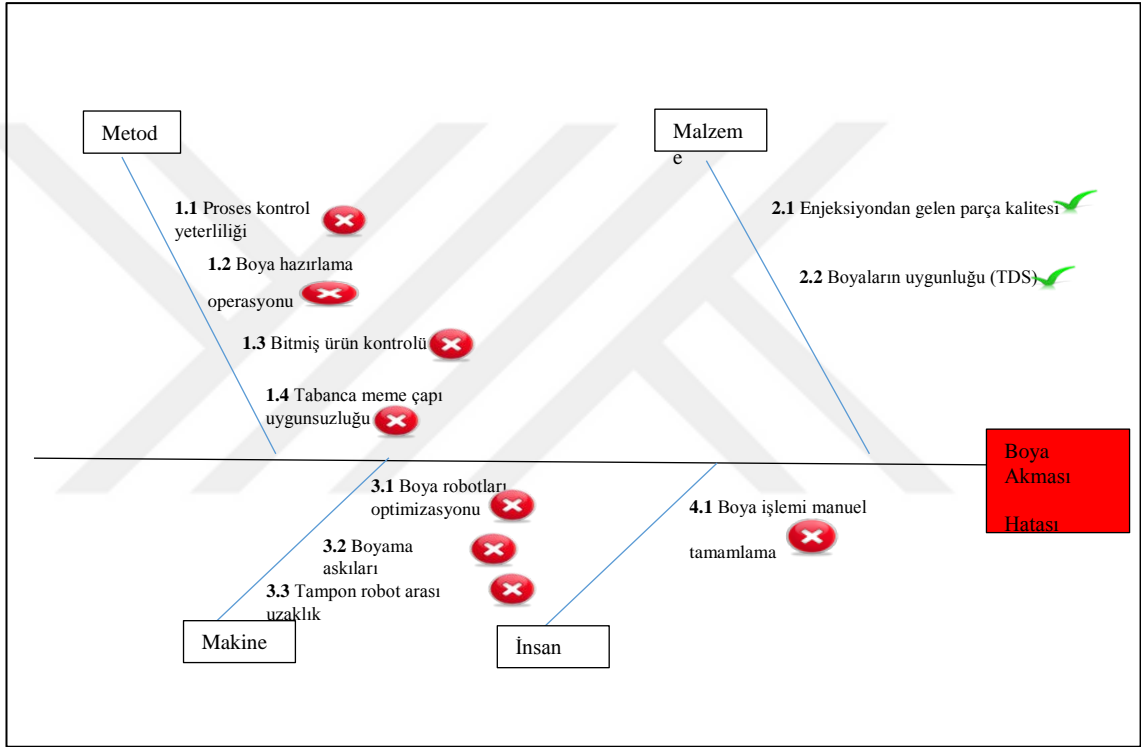 Metod
Malzem
e
1.1 Proses kontrol
yeterliliği
1.2 Boya hazırlama
operasyonu
1.3 Bitmiş ürün kontrolü
1.4 Tabanca meme çapı
uygunsuzluğu
2.1 Enjeksiyondan gelen parça kalitesi
2.2 Boyaların uygunluğu (TDS)
Boya
Akması
Hatası
3.1 Boya robotları
optimizasyonu
3.2 Boyama
askıları
3.3 Tampon robot arası
uzaklık
4.1 Boya işlemi manuel
tamamlama
Makine
İnsan